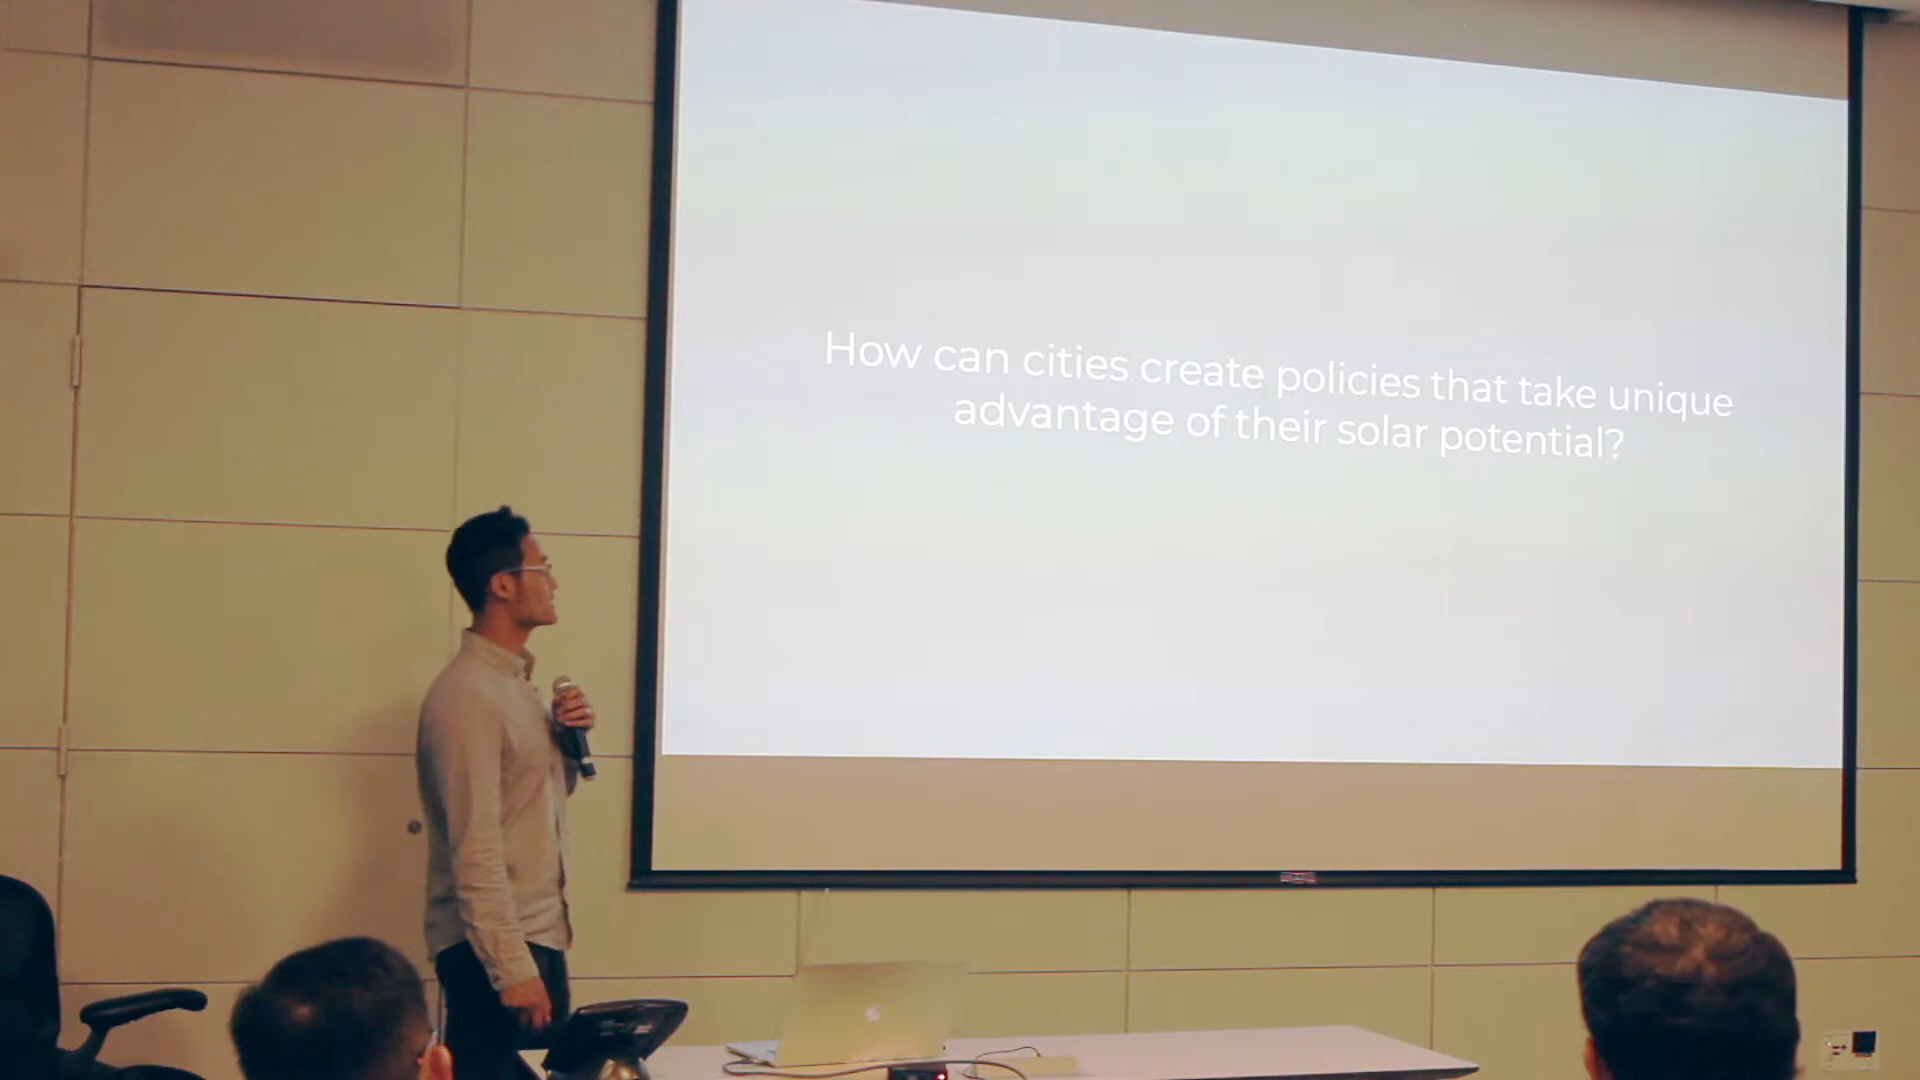 How can cities create policies that take unique
advantage of their solar potential?